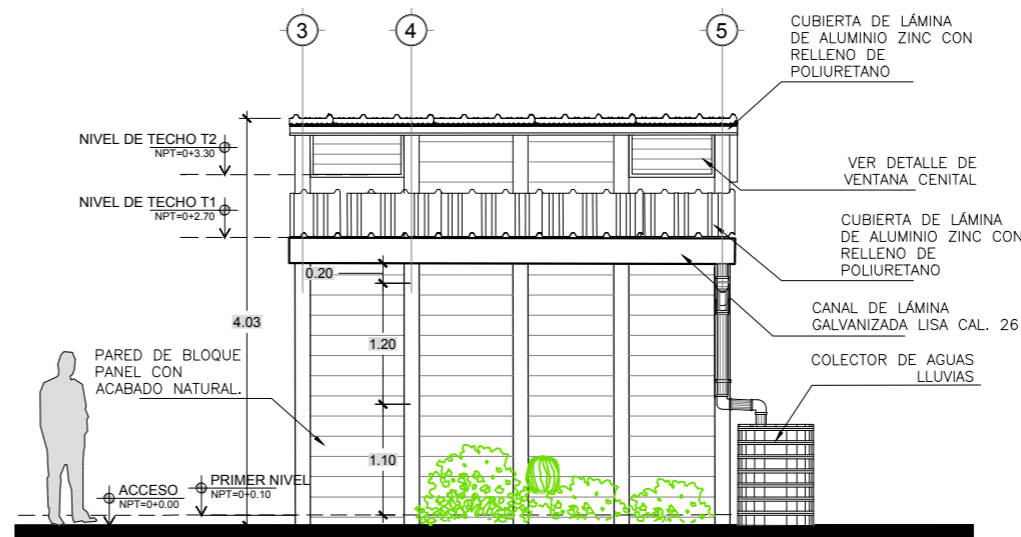 3
4
5
CUBIERTA DE LÁMINA
DE ALUMINIO ZINC CON
RELLENO DE
POLIURETANO
NIVEL DE TECHO T2
NPT=0+3.30
VER DETALLE DE
VENTANA CENITAL
NIVEL DE TECHO T1
NPT=0+2.70
CUBIERTA DE LÁMINA
DE ALUMINIO ZINC CON
RELLENO DE
POLIURETANO
0.20
4.03
CANAL DE LÁMINA
GALVANIZADA LISA CAL. 26
1.20
PARED DE BLOQUE
PANEL CON
ACABADO NATURAL.
COLECTOR DE AGUAS
LLUVIAS
1.10
PRIMER NIVEL
NPT=0+0.10
ACCESO
NPT=0+0.00